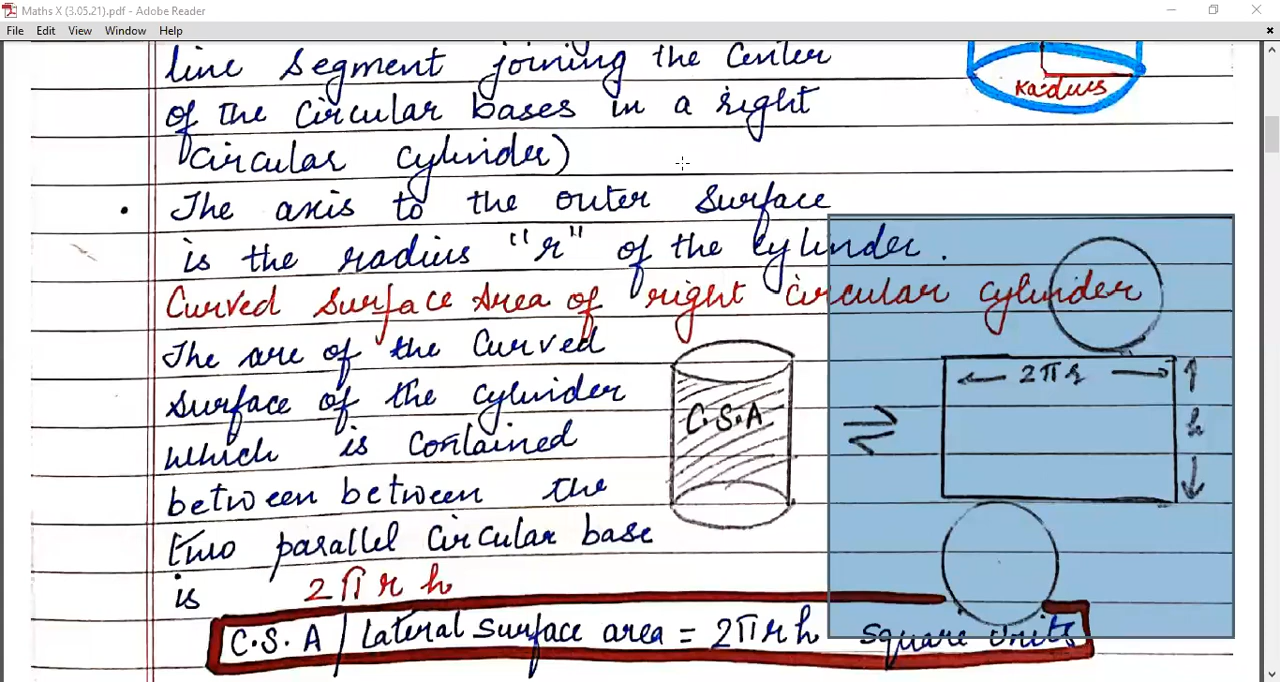 Maths X (3.05.21).pdf - Adobe Reader
File Edit View Window Help
line segment joining the center
of the circular bases in a right
circular cylinder)
Radius
• The axis to the outer surface
is the radius "r" of the cylinder.
Curved surface Area of right circular cylinder
The are of the curved
surface of the cylinder
which is contained
between between the
two parallel circular base
is 2πrh
C.S.A
⇒
← 2πr →
↑
h
↓
C.S.A | Lateral surface area = 2πrh square units